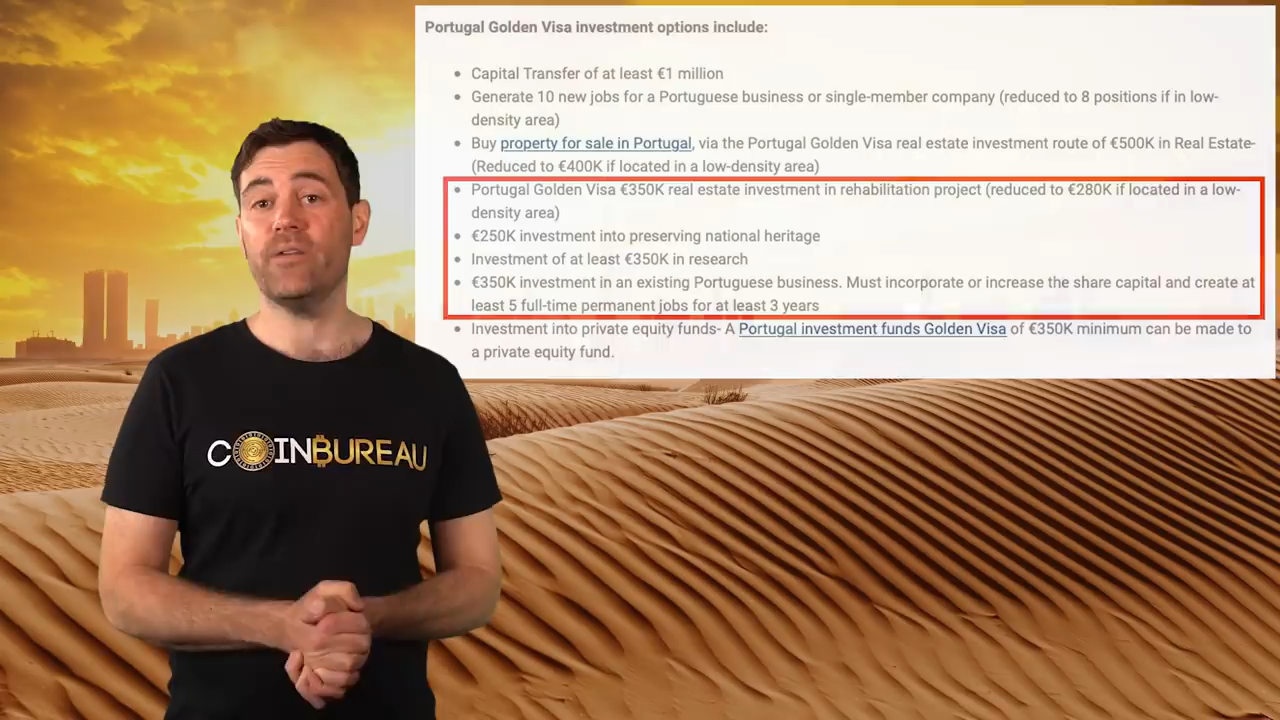 Portugal Golden Visa investment options include:
• Capital Transfer of at least €1 million
• Generate 10 new jobs for a Portuguese business or single-member company (reduced to 8 positions if in low-
density area)
• Buy property for sale in Portugal, via the Portugal Golden Visa real estate investment route of €500K in Real Estate-
(Reduced to €400K if located in a low-density area)
• Portugal Golden Visa €350K real estate investment in rehabilitation project (reduced to €280K if located in a low-
density area)
• €250K investment into preserving national heritage
• Investment of at least €350K in research
• €350K investment in an existing Portuguese business. Must incorporate or increase the share capital and create at
least 5 full-time permanent jobs for at least 3 years
• Investment into private equity funds- A Portugal investment funds Golden Visa of €350K minimum can be made to
a private equity fund.
COINBUREAU